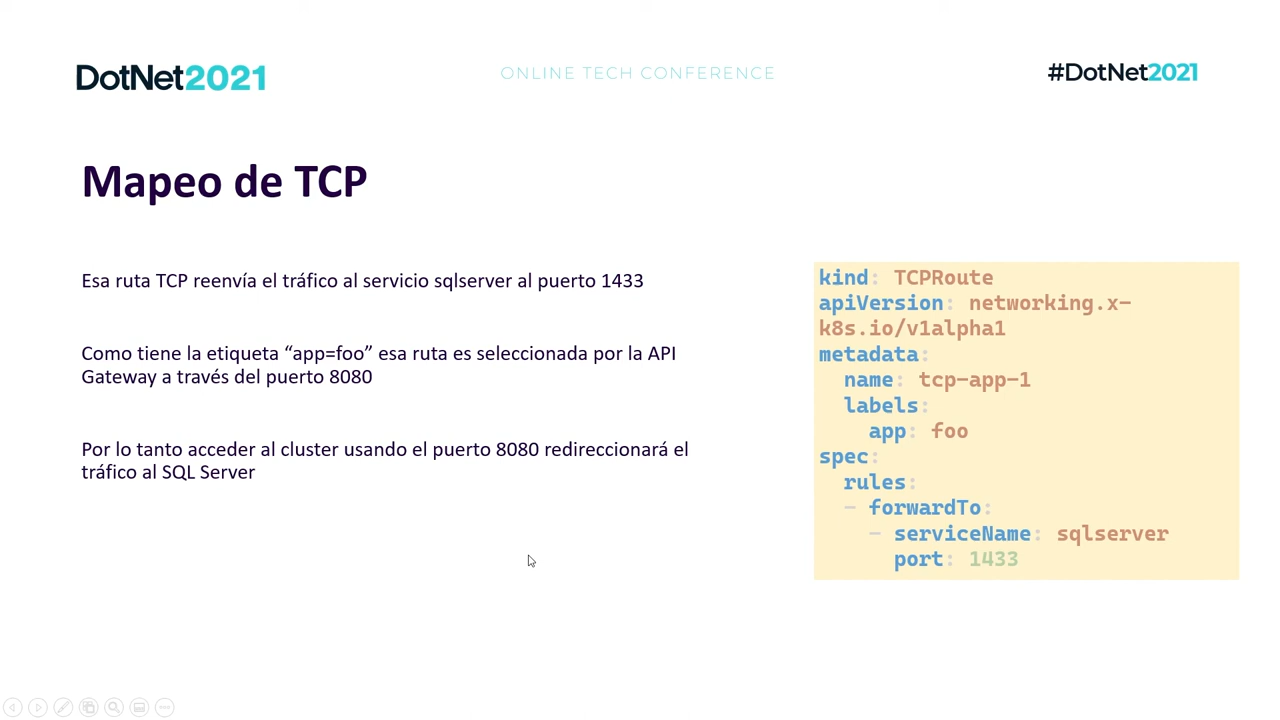 DotNet2021
ONLINE TECH CONFERENCE
#DotNet2021
Mapeo de TCP
Esa ruta TCP reenvía el tráfico al servicio sqlserver al puerto 1433
Como tiene la etiqueta “app=foo” esa ruta es seleccionada por la API
Gateway a través del puerto 8080
Por lo tanto acceder al cluster usando el puerto 8080 redireccionará el
tráfico al SQL Server
kind: TCPRoute
apiVersion: networking.x-
k8s.io/v1alpha1
metadata:
  name: tcp-app-1
  labels:
    app: foo
spec:
  rules:
  - forwardTo:
    - serviceName: sqlserver
      port: 1433